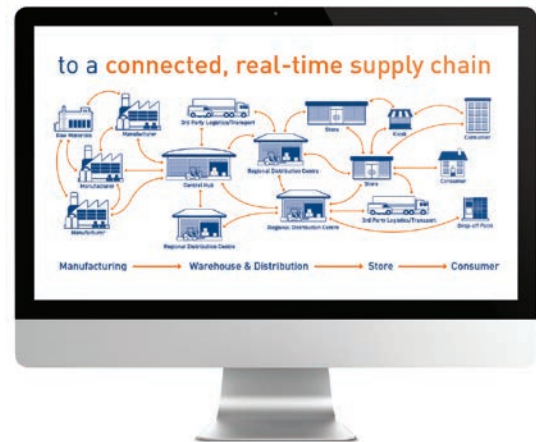 to a connected, real-time supply chain
Raw Materials
Manufacturer
3rd Party Logistics/Transport
Store
Kiosk
Consumer
Manufacturer
Central Hub
Regional Distribution Centre
Store
Consumer
Manufacturer
Regional Distribution Centre
Regional Distribution Centre
3rd Party Logistics/Transport
Drop-off Point
Manufacturing
Warehouse & Distribution
Store
Consumer